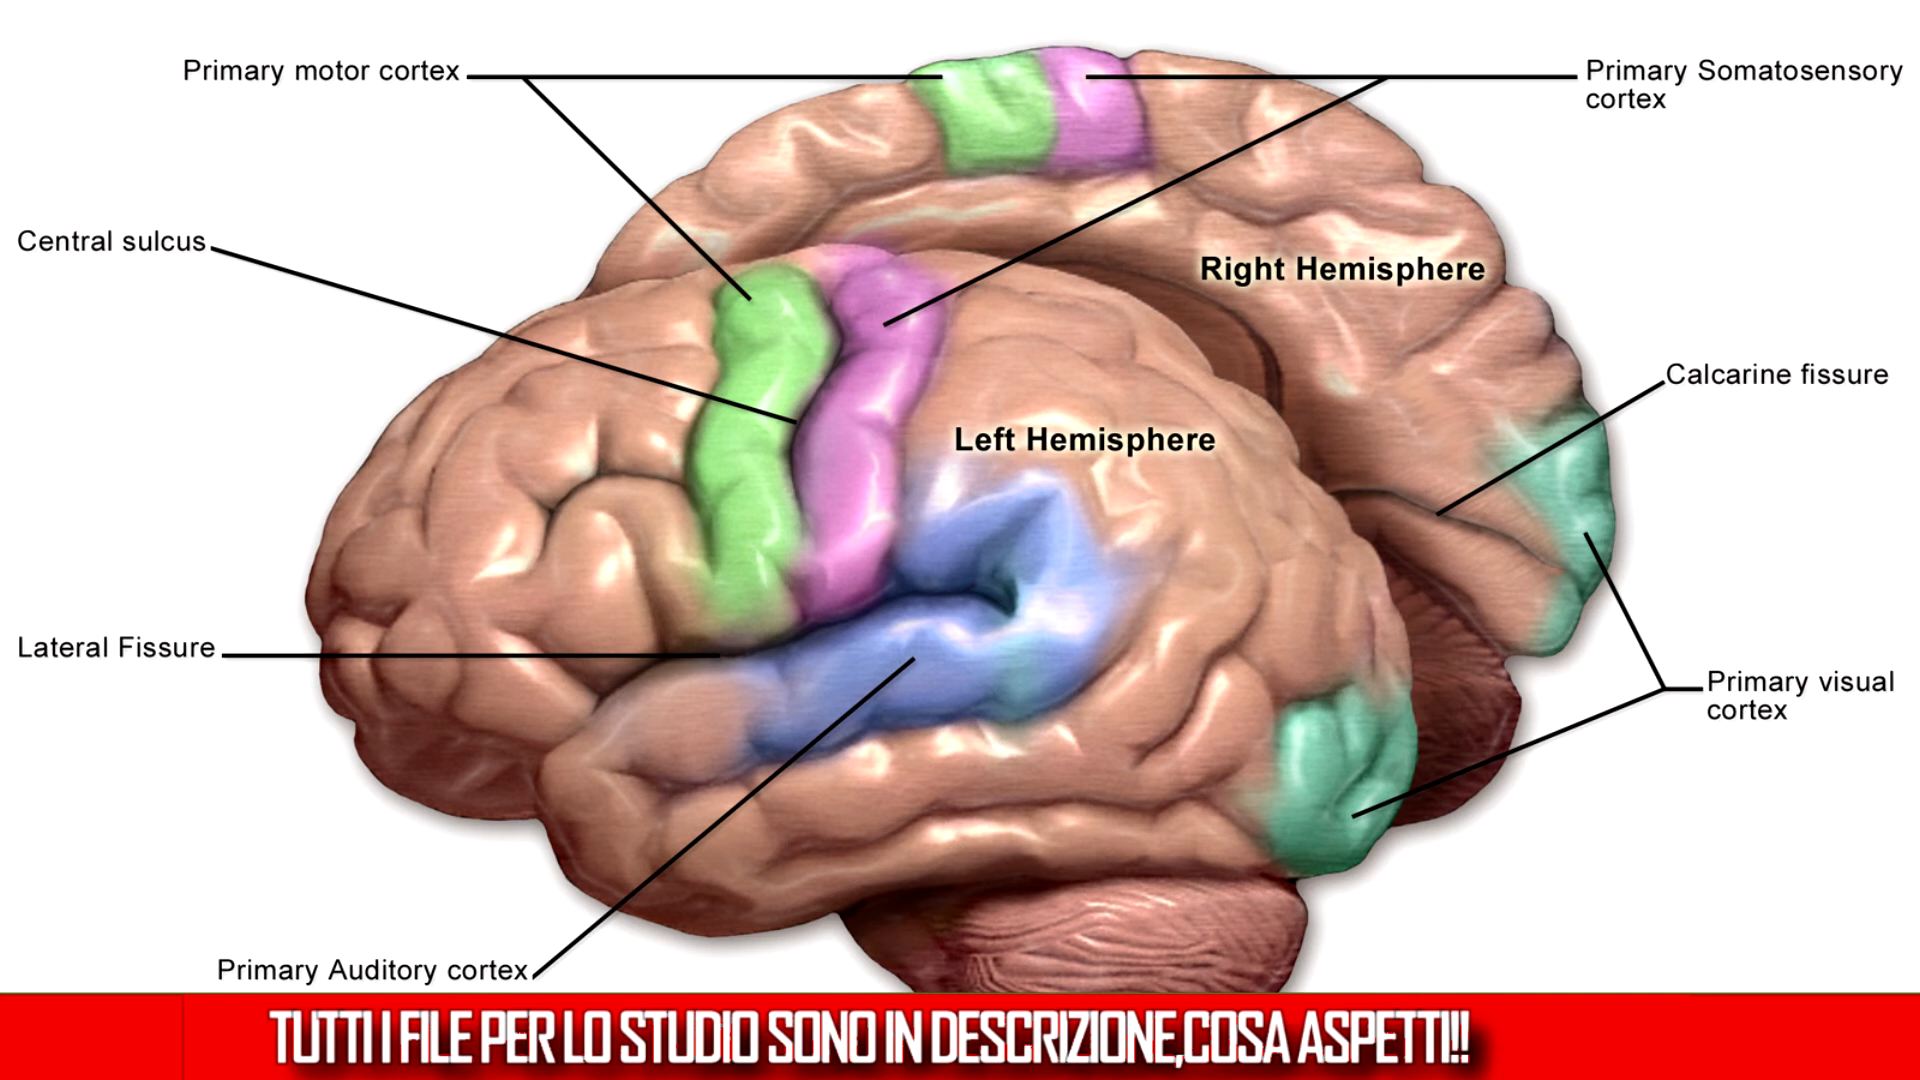 Primary motor cortex
Primary Somatosensory
cortex
Central sulcus
Right Hemisphere
Calcarine fissure
Left Hemisphere
Lateral Fissure
Primary visual
cortex
Primary Auditory cortex
TUTTI I FILE PER LO STUDIO SONO IN DESCRIZIONE,COSA ASPETTI!!